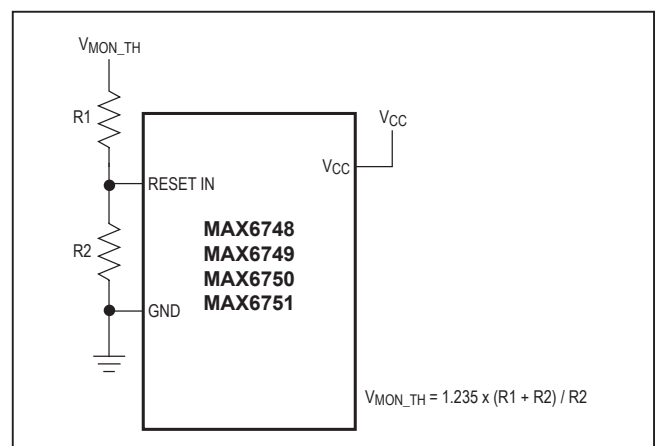 VMON_TH
R1
VCC
VCC
RESET IN
MAX6748
MAX6749
R2
MAX6750
MAX6751
GND
VMON_TH = 1.235 x (R1 + R2) / R2